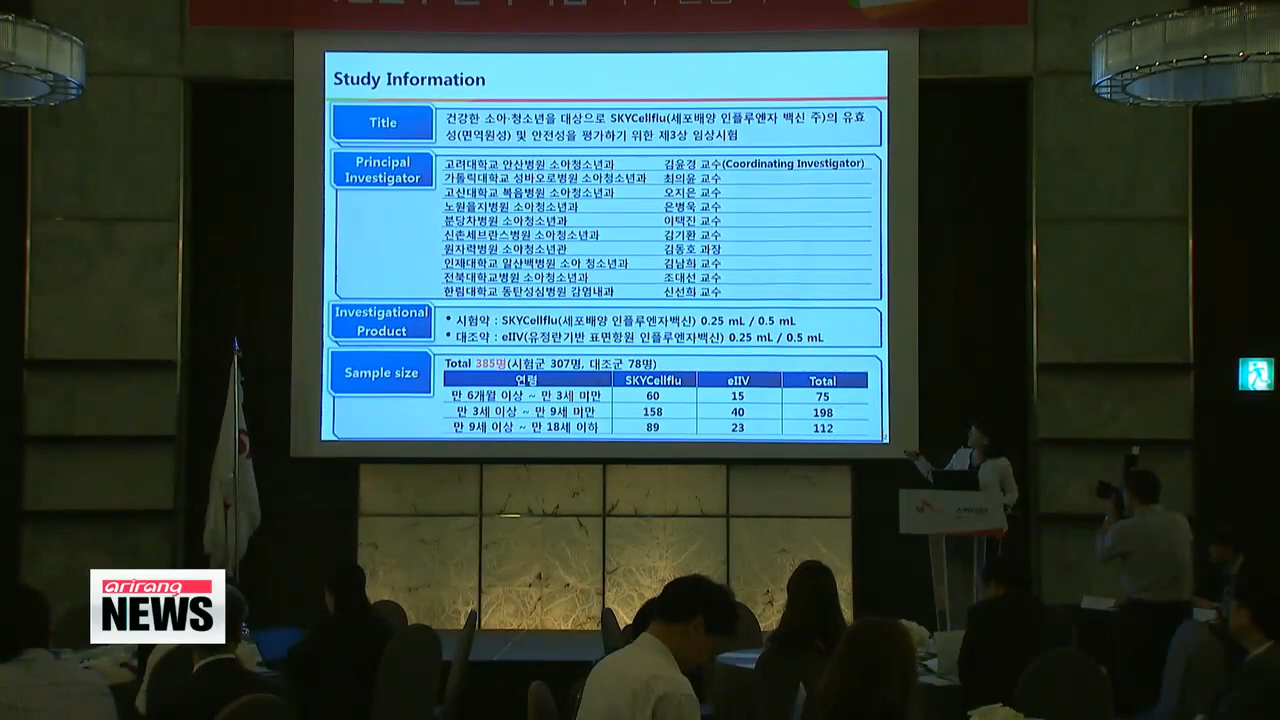 Study Information
Title
건강한 소아·청소년을 대상으로 SKYCellflu(세포배양 인플루엔자 백신 주)의 유효
성(면역원성) 및 안전성을 평가하기 위한 제3상 임상시험
Principal
Investigator
고려대학교 안산병원 소아청소년과 김윤경 교수(Coordinating Investigator)
가톨릭대학교 성바오로병원 소아청소년과 최의윤 교수
고신대학교 복음병원 소아청소년과 오지은 교수
노원을지병원 소아청소년과 은병욱 교수
분당차병원 소아청소년과 이택진 교수
신촌세브란스병원 소아청소년과 김기환 교수
원자력병원 소아청소년관 김동호 과장
인제대학교 일산백병원 소아 청소년과 김남희 교수
전북대학교병원 소아청소년과 조대선 교수
한림대학교 동탄성심병원 감염내과 신선희 교수
Investigational
Product
• 시험약 : SKYCellflu(세포배양 인플루엔자백신) 0.25 mL / 0.5 mL
• 대조약 : eIIV(유정란기반 표면항원 인플루엔자백신) 0.25 mL / 0.5 mL
Sample size
Total 385명(시험군 307명, 대조군 78명)
연령 SKYCellflu eIIV Total
만 6개월 이상 ~ 만 3세 미만 60 15 75
만 3세 이상 ~ 만 9세 미만 158 40 198
만 9세 이상 ~ 만 18세 이하 89 23 112
2
SK
arirang
NEWS